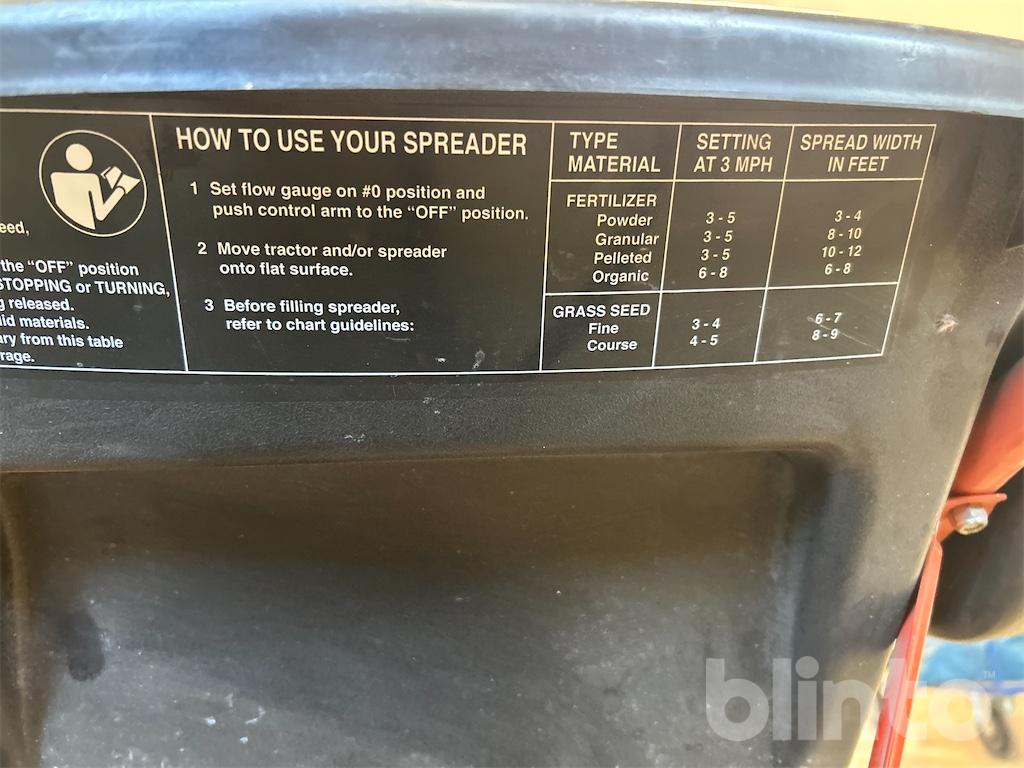 eed,
the “OFF” position
STOPPING or TURNING,
g released.
uid materials.
ary from this table
rage.
HOW TO USE YOUR SPREADER
1 Set flow gauge on #0 position and
push control arm to the “OFF” position.
2 Move tractor and/or spreader
onto flat surface.
3 Before filling spreader,
refer to chart guidelines:
TYPE MATERIAL SETTING AT 3 MPH SPREAD WIDTH IN FEET
FERTILIZER
Powder 3 - 5 3 - 4
Granular 3 - 5 8 - 10
Pelleted 3 - 5 10 - 12
Organic 6 - 8 6 - 8
GRASS SEED
Fine 3 - 4 6 - 7
Course 4 - 5 8 - 9
blinto™